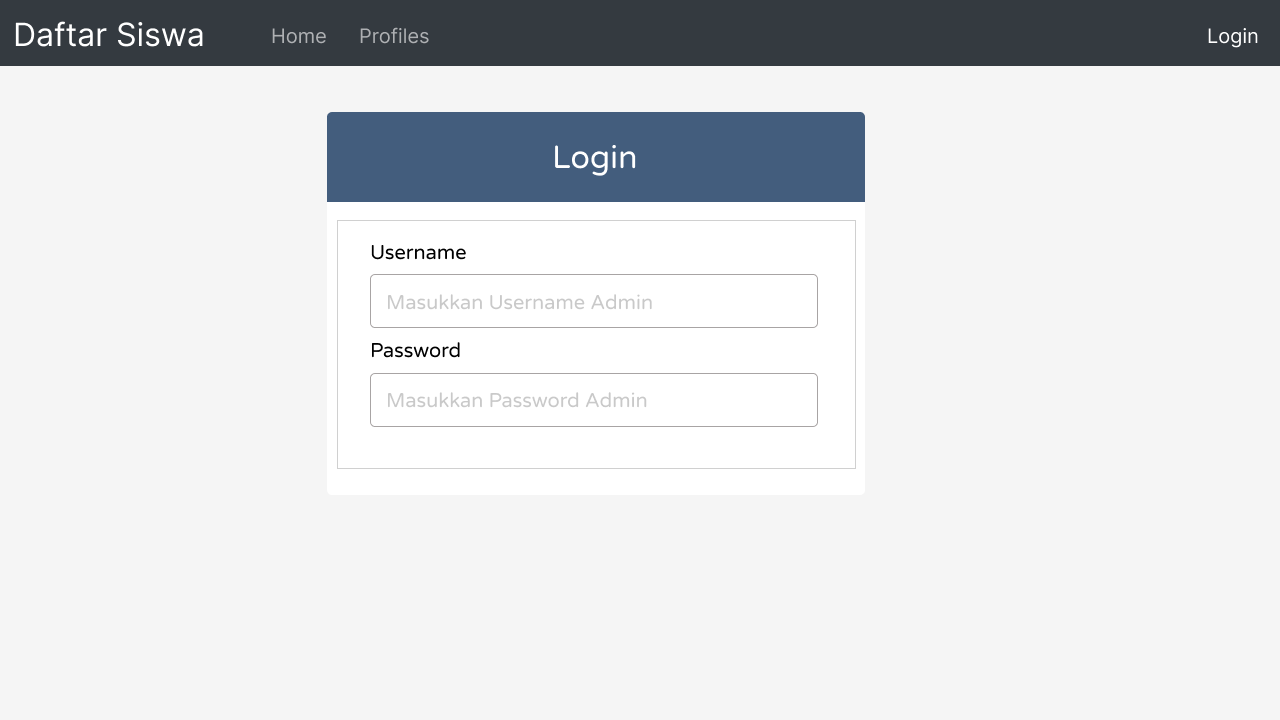 Daftar Siswa Home Profiles Login
Login
Username
Masukkan Username Admin
Password
Masukkan Password Admin